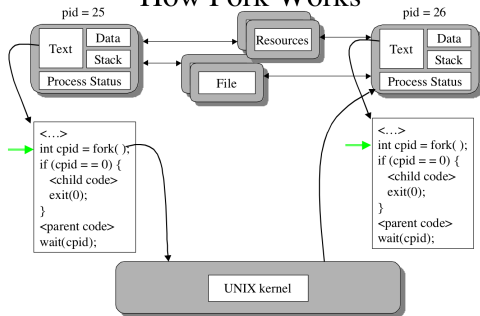 How Fork Works
pid = 25
pid = 26
Text
Data
Stack
Process Status
Resources
File
Text
Data
Stack
Process Status
<...>
int cpid = fork( );
if (cpid = = 0) {
<child code>
exit(0);
}
<parent code>
wait(cpid);
<...>
int cpid = fork( );
if (cpid = = 0) {
<child code>
exit(0);
}
<parent code>
wait(cpid);
UNIX kernel